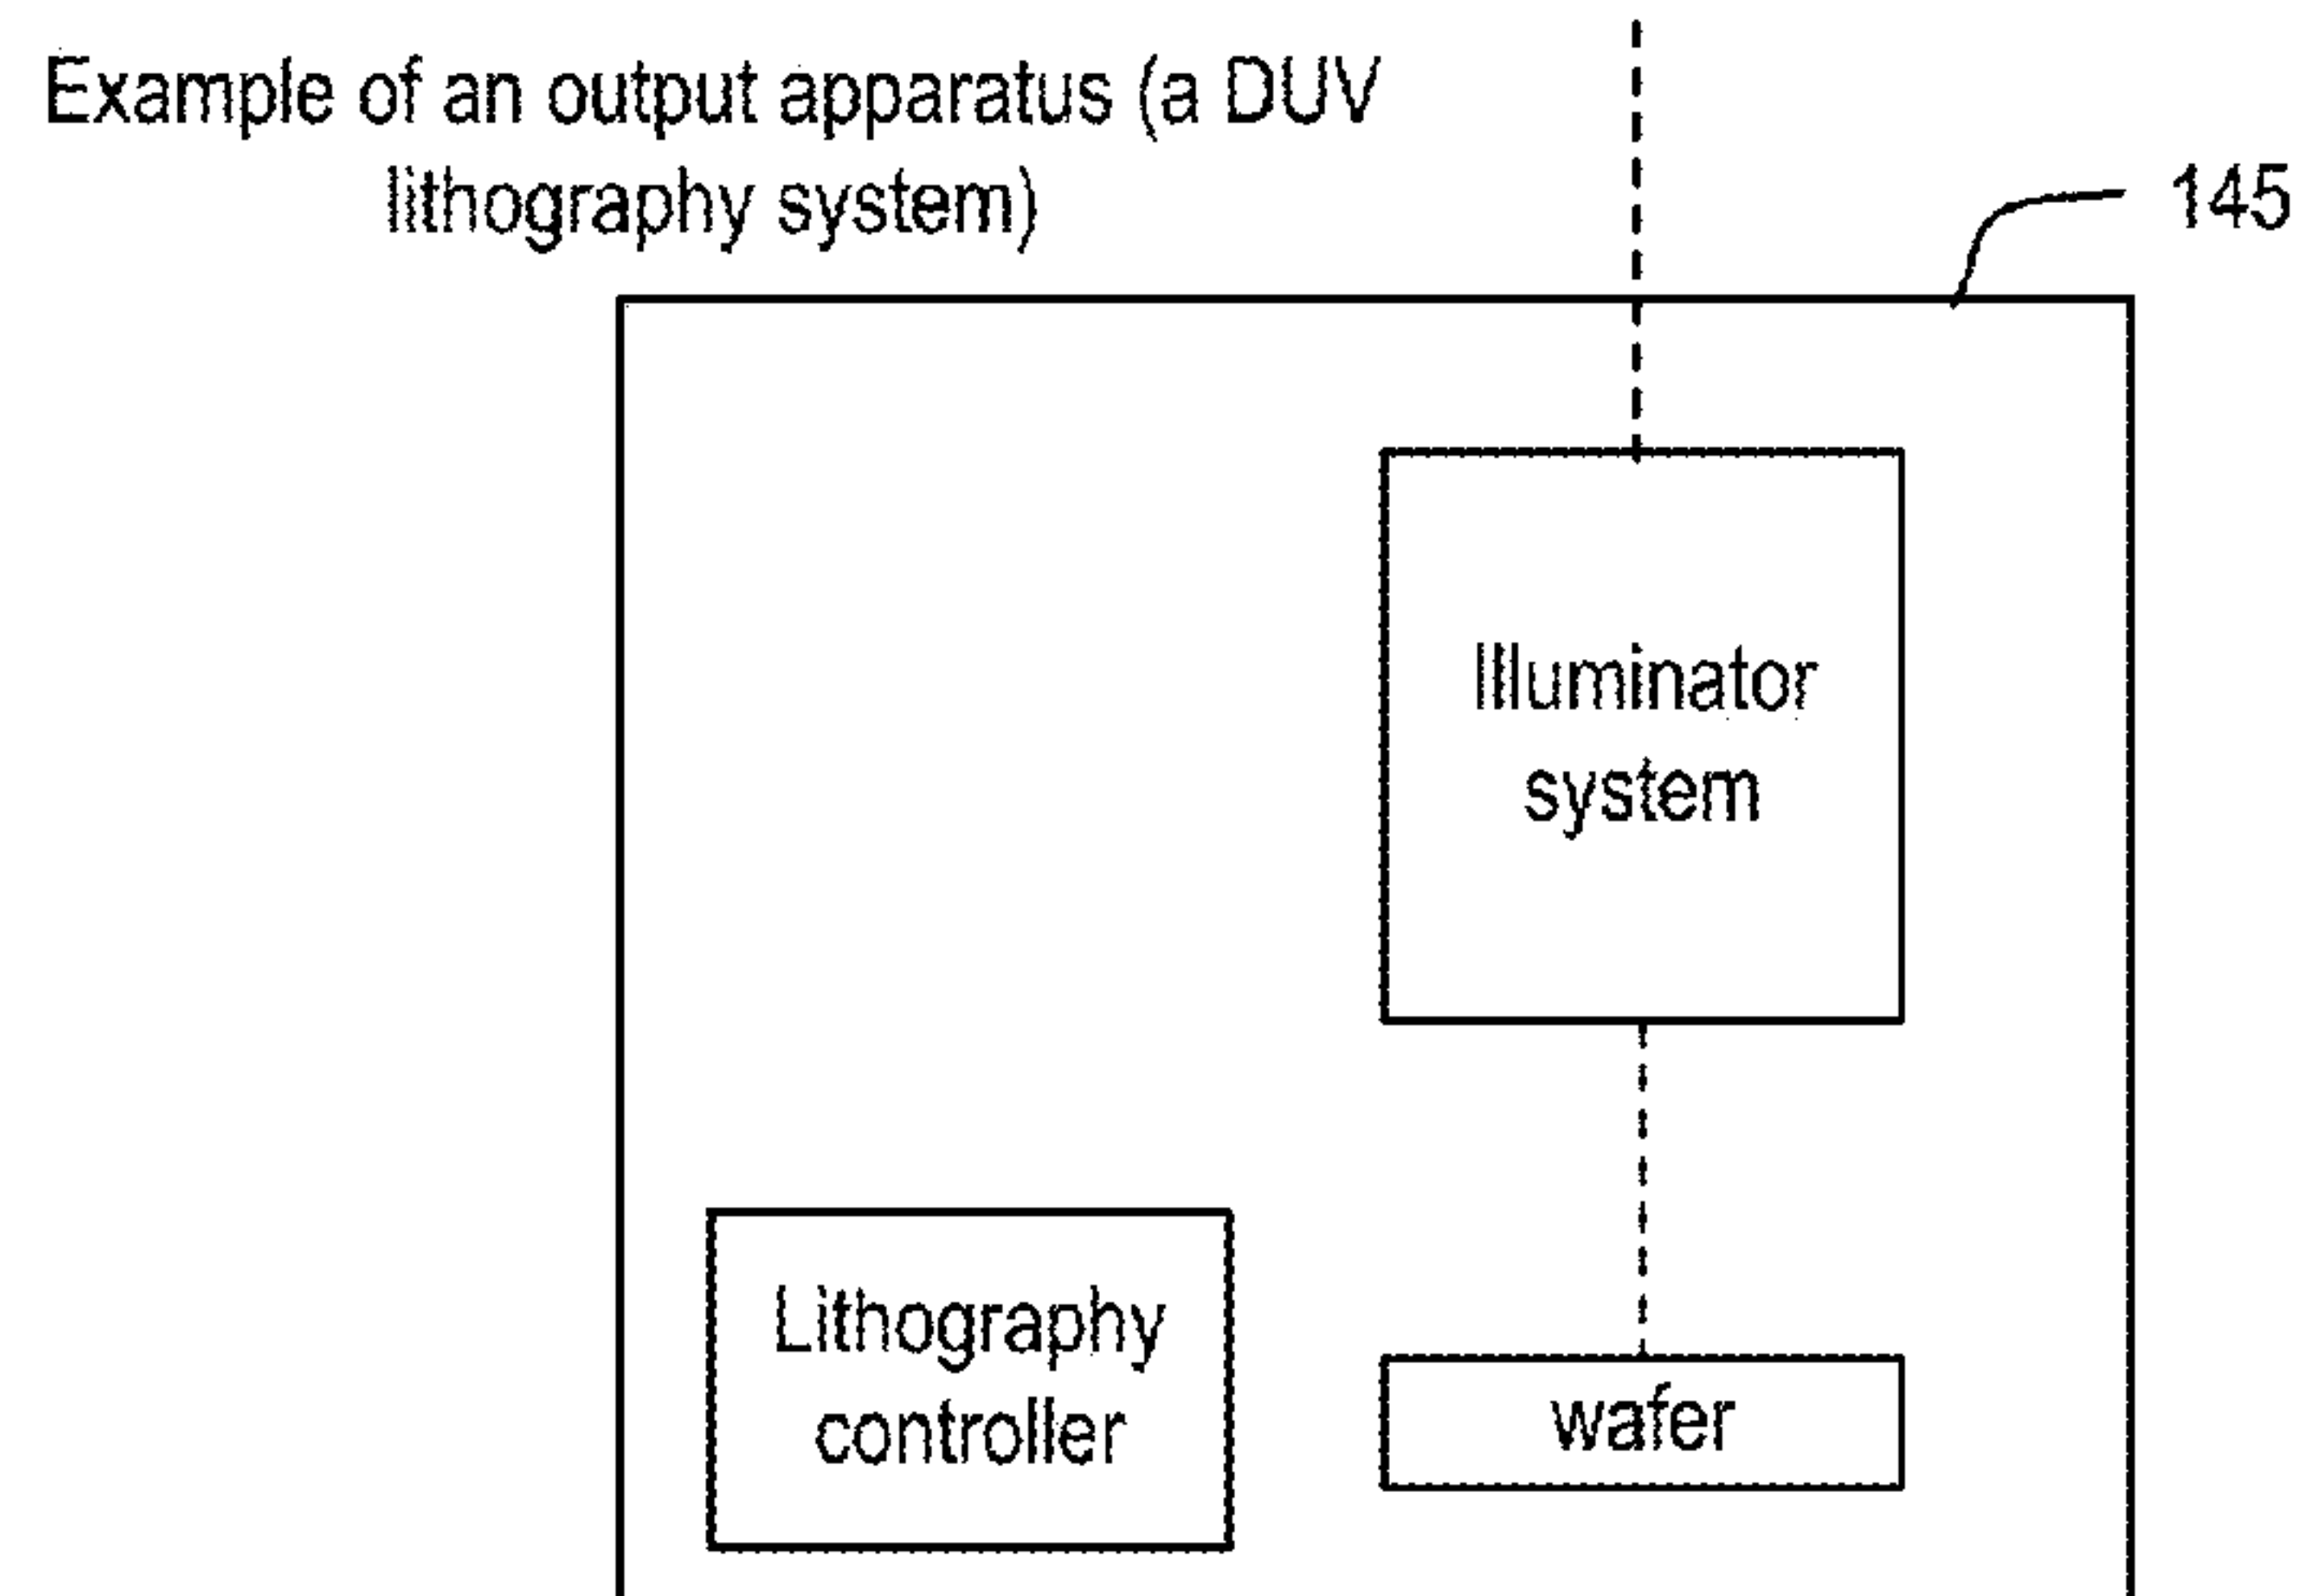 Example of an output apparatus (a DUV
lithography system)
145
Illuminator
system
Lithography
controller
wafer